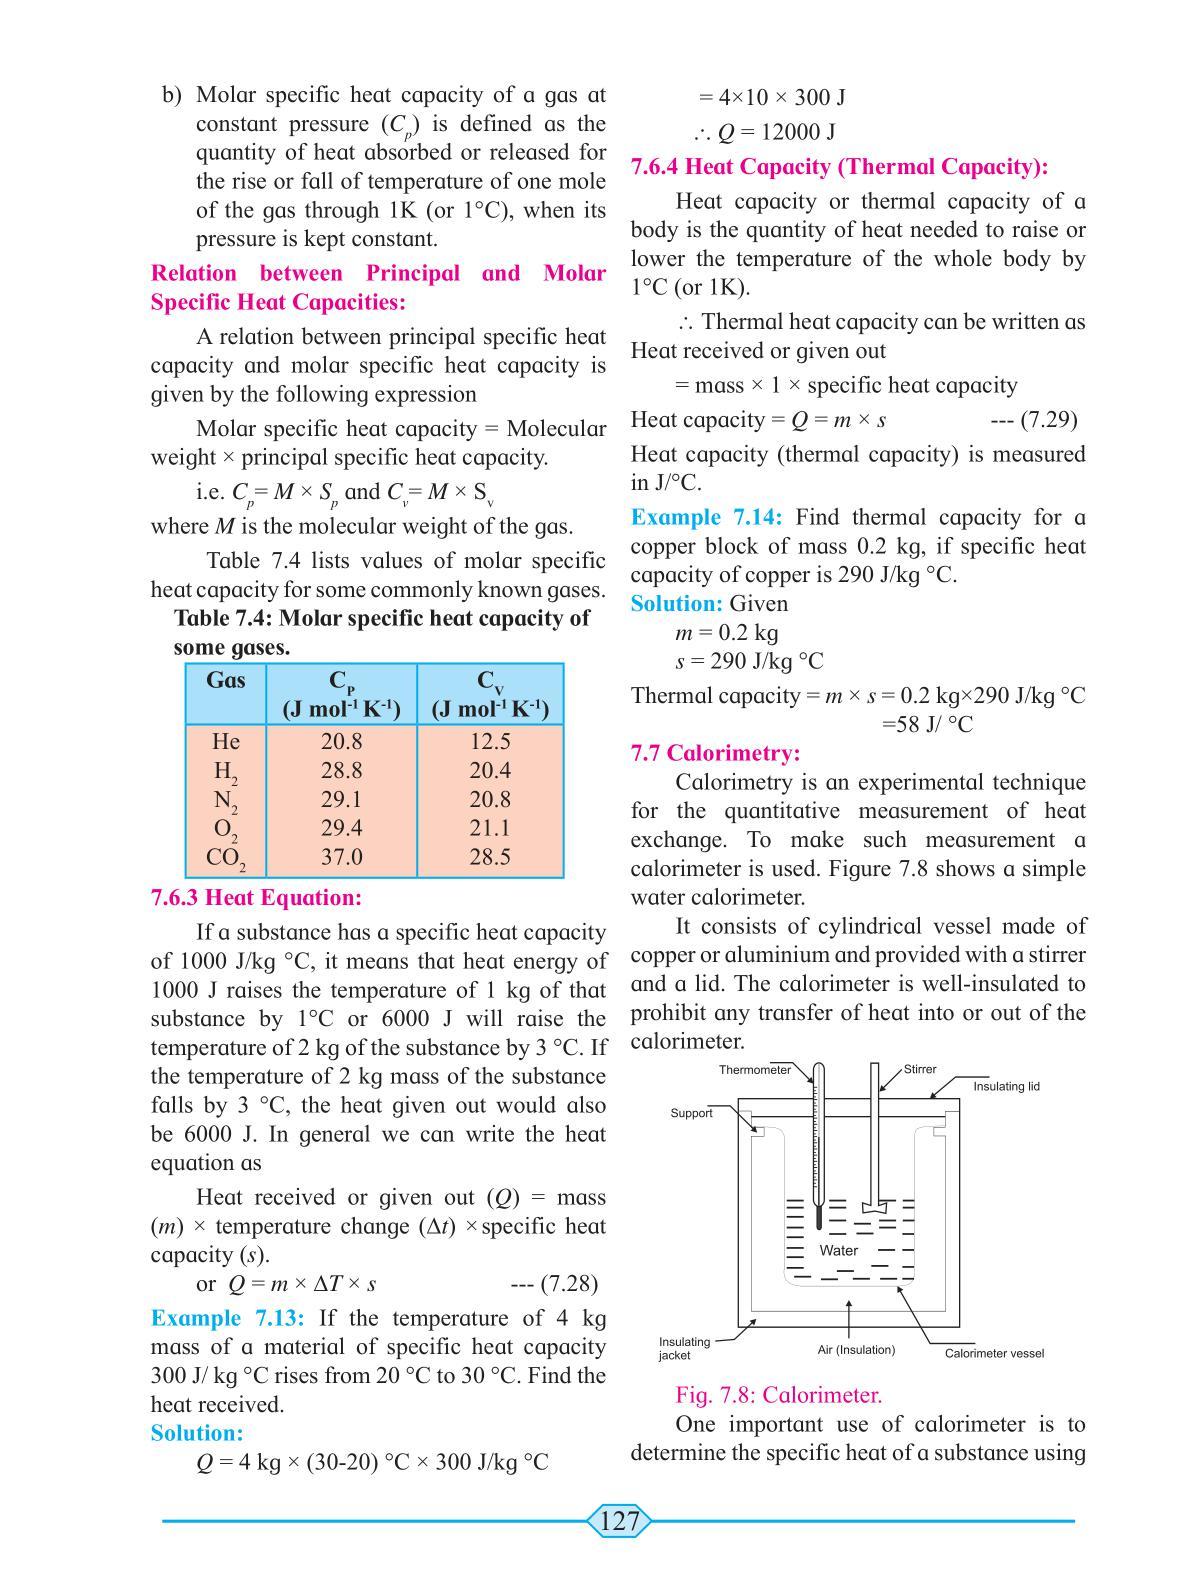 b) Molar specific heat capacity of a gas at
constant pressure (Cp) is defined as the
quantity of heat absorbed or released for
the rise or fall of temperature of one mole
of the gas through 1K (or 1°C), when its
pressure is kept constant.
Relation between Principal and Molar
Specific Heat Capacities:
A relation between principal specific heat
capacity and molar specific heat capacity is
given by the following expression
Molar specific heat capacity = Molecular
weight × principal specific heat capacity.
i.e. Cp = M × Sp and Cv = M × Sv
where M is the molecular weight of the gas.
Table 7.4 lists values of molar specific
heat capacity for some commonly known gases.
Table 7.4: Molar specific heat capacity of
some gases.
Gas CP CV
(J mol-1 K-1) (J mol-1 K-1)
He 20.8 12.5
H2 28.8 20.4
N2 29.1 20.8
O2 29.4 21.1
CO2 37.0 28.5
7.6.3 Heat Equation:
If a substance has a specific heat capacity
of 1000 J/kg °C, it means that heat energy of
1000 J raises the temperature of 1 kg of that
substance by 1°C or 6000 J will raise the
temperature of 2 kg of the substance by 3 °C. If
the temperature of 2 kg mass of the substance
falls by 3 °C, the heat given out would also
be 6000 J. In general we can write the heat
equation as
Heat received or given out (Q) = mass
(m) × temperature change (Δt) × specific heat
capacity (s).
or Q = m × ΔT × s --- (7.28)
Example 7.13: If the temperature of 4 kg
mass of a material of specific heat capacity
300 J/ kg °C rises from 20 °C to 30 °C. Find the
heat received.
Solution:
Q = 4 kg × (30-20) °C × 300 J/kg °C
= 4×10 × 300 J
∴ Q = 12000 J
7.6.4 Heat Capacity (Thermal Capacity):
Heat capacity or thermal capacity of a
body is the quantity of heat needed to raise or
lower the temperature of the whole body by
1°C (or 1K).
∴ Thermal heat capacity can be written as
Heat received or given out
= mass × 1 × specific heat capacity
Heat capacity = Q = m × s --- (7.29)
Heat capacity (thermal capacity) is measured
in J/°C.
Example 7.14: Find thermal capacity for a
copper block of mass 0.2 kg, if specific heat
capacity of copper is 290 J/kg °C.
Solution: Given
m = 0.2 kg
s = 290 J/kg °C
Thermal capacity = m × s = 0.2 kg×290 J/kg °C
=58 J/ °C
7.7 Calorimetry:
Calorimetry is an experimental technique
for the quantitative measurement of heat
exchange. To make such measurement a
calorimeter is used. Figure 7.8 shows a simple
water calorimeter.
It consists of cylindrical vessel made of
copper or aluminium and provided with a stirrer
and a lid. The calorimeter is well-insulated to
prohibit any transfer of heat into or out of the
calorimeter.
Thermometer Stirrer
Insulating lid
Support
Water
Insulating
jacket
Air (Insulation)
Calorimeter vessel
Fig. 7.8: Calorimeter.
One important use of calorimeter is to
determine the specific heat of a substance using
127